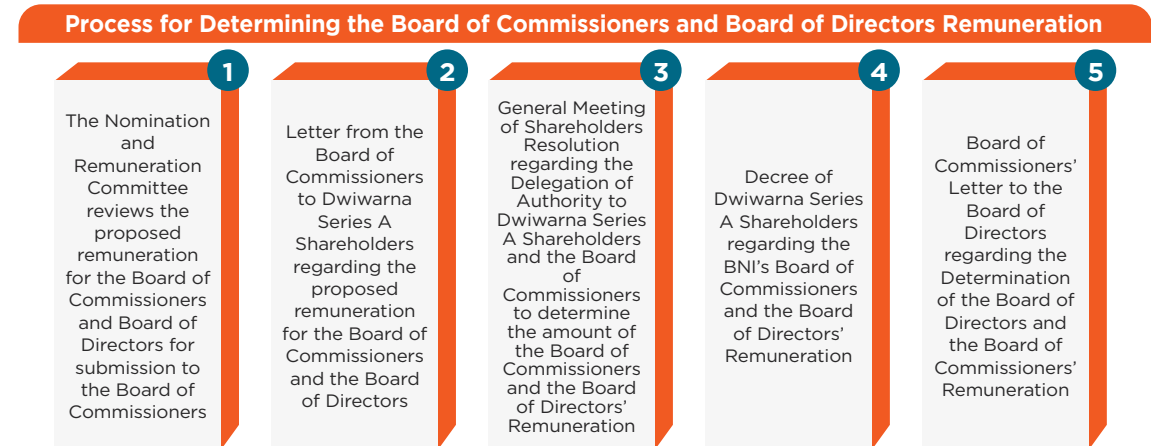 Process for Determining the Board of Commissioners and Board of Directors Remuneration
1
The Nomination
and
Remuneration
Committee
reviews the
proposed
remuneration
for the Board of
Commissioners
and Board of
Directors for
submission to
the Board of
Commissioners
2
Letter from the
Board of
Commissioners
to Dwiwarna
Series A
Shareholders
regarding the
proposed
remuneration
for the Board of
Commissioners
and the Board
of Directors
3
General Meeting
of Shareholders
Resolution
regarding the
Delegation of
Authority to
Dwiwarna Series
A Shareholders
and the Board
of
Commissioners
to determine
the amount of
the Board of
Commissioners
and the Board
of Directors’
Remuneration
4
Decree of
Dwiwarna Series
A Shareholders
regarding the
BNI’s Board of
Commissioners
and the Board
of Directors’
Remuneration
5
Board of
Commissioners’
Letter to the
Board of
Directors
regarding the
Determination
of the Board of
Directors and
the Board of
Commissioners’
Remuneration